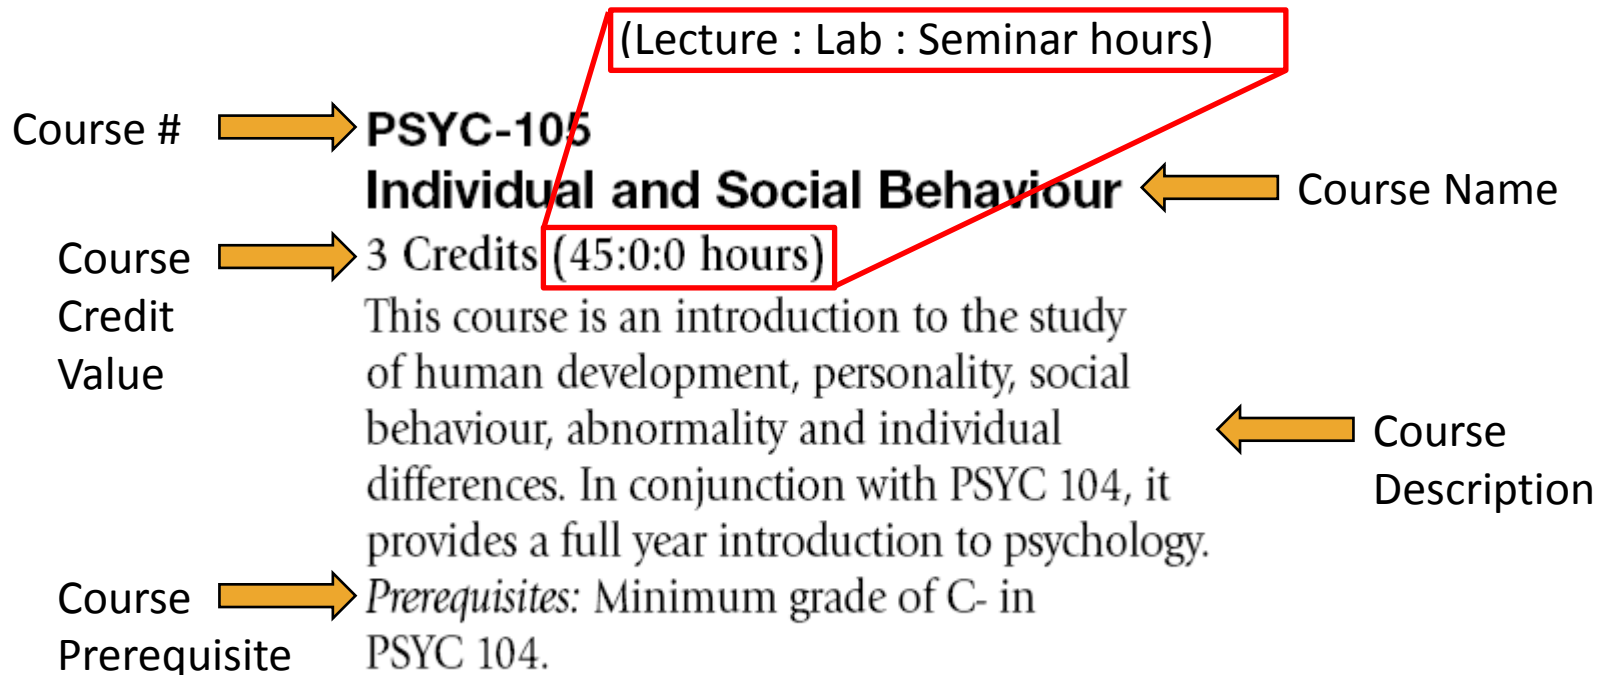 (Lecture : Lab : Seminar hours)
Course #
PSYC-105
Individual and Social Behaviour
Course Name
Course
Credit
Value
3 Credits (45:0:0 hours)
This course is an introduction to the study
of human development, personality, social
behaviour, abnormality and individual
differences. In conjunction with PSYC 104, it
provides a full year introduction to psychology.
Course
Description
Course
Prerequisite
Prerequisites: Minimum grade of C- in
PSYC 104.